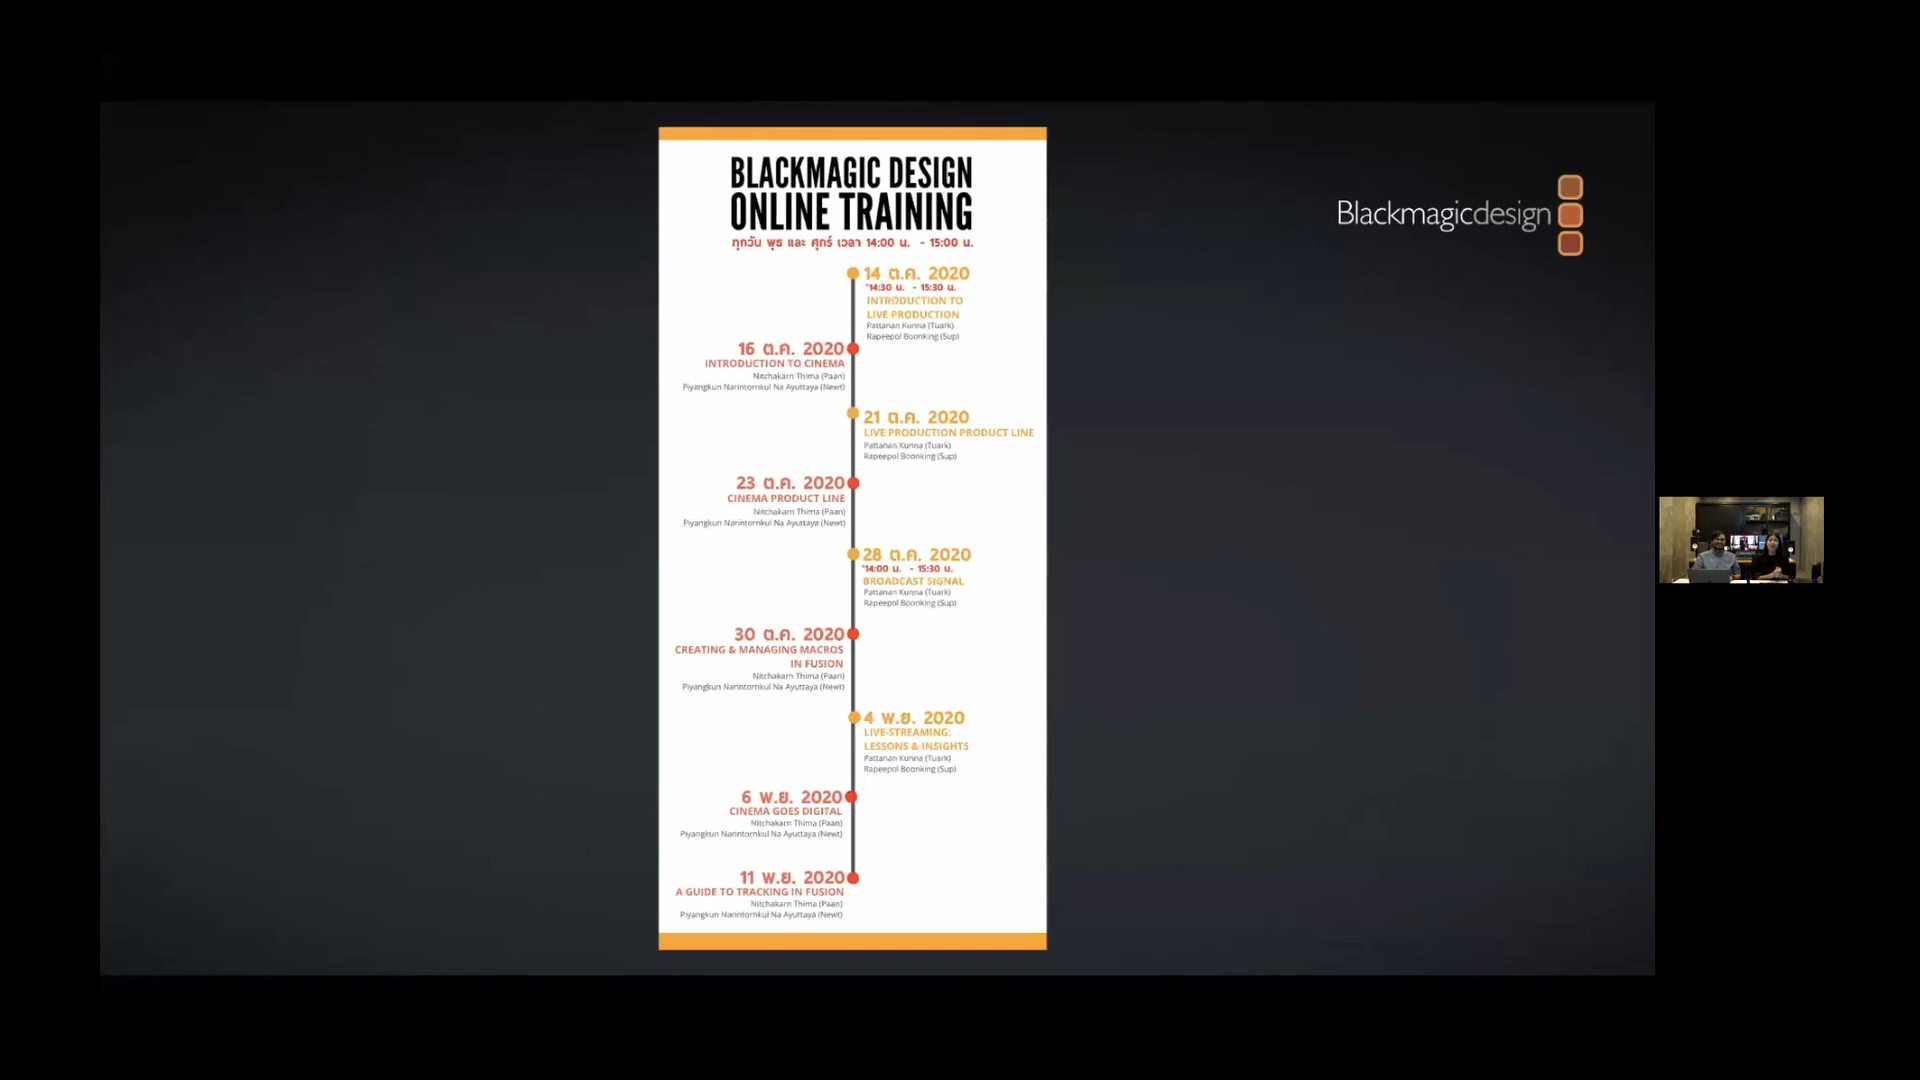 BLACKMAGIC DESIGN
ONLINE TRAINING
ทุกวัน พุธ และ ศุกร์ เวลา 14:00 น. - 15:00 น.
14 ต.ค. 2020
*14:30 น. - 15:30 น.
INTRODUCTION TO
LIVE PRODUCTION
Pattanan Kunna (Tuark)
Rapeepol Boonking (Sup)
16 ต.ค. 2020
INTRODUCTION TO CINEMA
Nitchakarn Thima (Paan)
Piyangkun Narintornkul Na Ayuttaya (Newt)
21 ต.ค. 2020
LIVE PRODUCTION PRODUCT LINE
Pattanan Kunna (Tuark)
Rapeepol Boonking (Sup)
23 ต.ค. 2020
CINEMA PRODUCT LINE
Nitchakarn Thima (Paan)
Piyangkun Narintornkul Na Ayuttaya (Newt)
28 ต.ค. 2020
*14:00 น. - 15:30 น.
BROADCAST SIGNAL
Pattanan Kunna (Tuark)
Rapeepol Boonking (Sup)
30 ต.ค. 2020
CREATING & MANAGING MACROS
IN FUSION
Nitchakarn Thima (Paan)
Piyangkun Narintornkul Na Ayuttaya (Newt)
4 พ.ย. 2020
LIVE-STREAMING:
LESSONS & INSIGHTS
Pattanan Kunna (Tuark)
Rapeepol Boonking (Sup)
6 พ.ย. 2020
CINEMA GOES DIGITAL
Nitchakarn Thima (Paan)
Piyangkun Narintornkul Na Ayuttaya (Newt)
11 พ.ย. 2020
A GUIDE TO TRACKING IN FUSION
Nitchakarn Thima (Paan)
Piyangkun Narintornkul Na Ayuttaya (Newt)
Blackmagicdesign